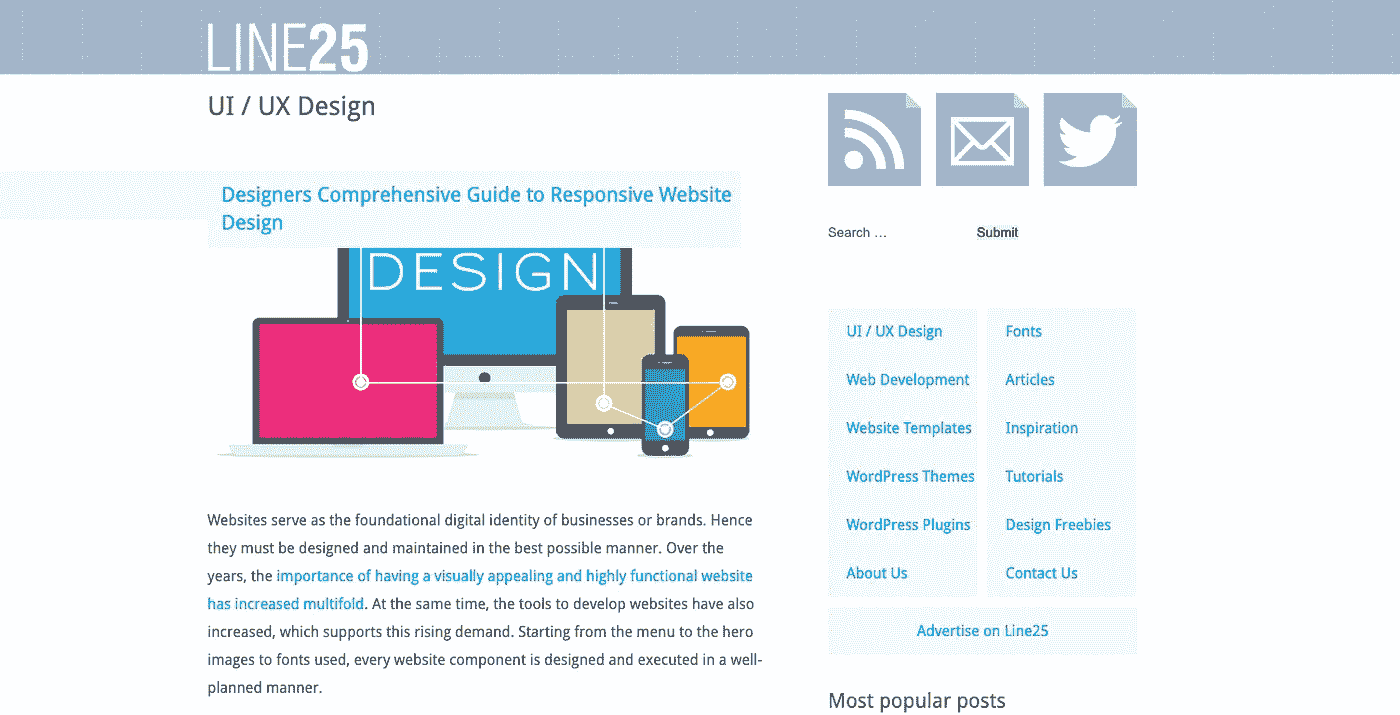 LINE25
UI / UX Design
Designers Comprehensive Guide to Responsive Website
Design
DESIGN
Websites serve as the foundational digital identity of businesses or brands. Hence
they must be designed and maintained in the best possible manner. Over the
years, the importance of having a visually appealing and highly functional website
has increased multifold. At the same time, the tools to develop websites have also
increased, which supports this rising demand. Starting from the menu to the hero
images to fonts used, every website component is designed and executed in a well-
planned manner.
Search ...
Submit
UI / UX Design
Fonts
Web Development
Articles
Website Templates
Inspiration
WordPress Themes
Tutorials
WordPress Plugins
Design Freebies
About Us
Contact Us
Advertise on Line25
Most popular posts